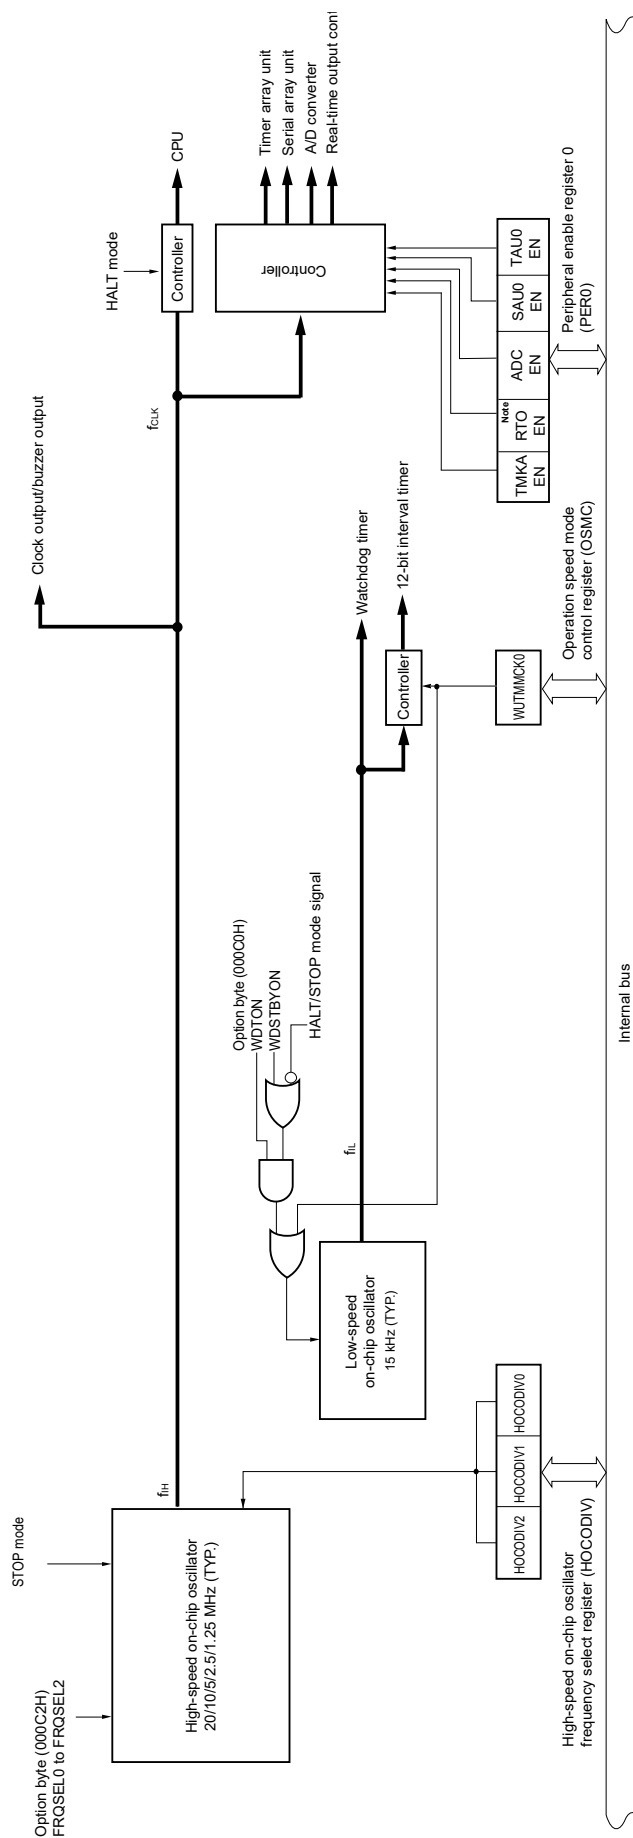 Option byte (000C2H)
FRQSEL0 to FRQSEL2
STOP mode
High-speed on-chip oscillator
20/10/5/2.5/1.25 MHz (TYP.)
fIH
Clock output/buzzer output
fCLK
HALT mode
Controller
CPU
Controller
Timer array unit
Serial array unit
A/D converter
Real-time output cont
Option byte (000C0H)
WDTON
WDSTBYON
HALT/STOP mode signal
Low-speed
on-chip oscillator
15 kHz (TYP.)
fIL
Watchdog timer
Controller
12-bit interval timer
HOCODIV2
HOCODIV1
HOCODIV0
WUTMMCK0
TMKA
EN
Note
RTO
EN
ADC
EN
SAU0
EN
TAU0
EN
High-speed on-chip oscillator
frequency select register (HOCODIV)
Operation speed mode
control register (OSMC)
Peripheral enable register 0
(PER0)
Internal bus